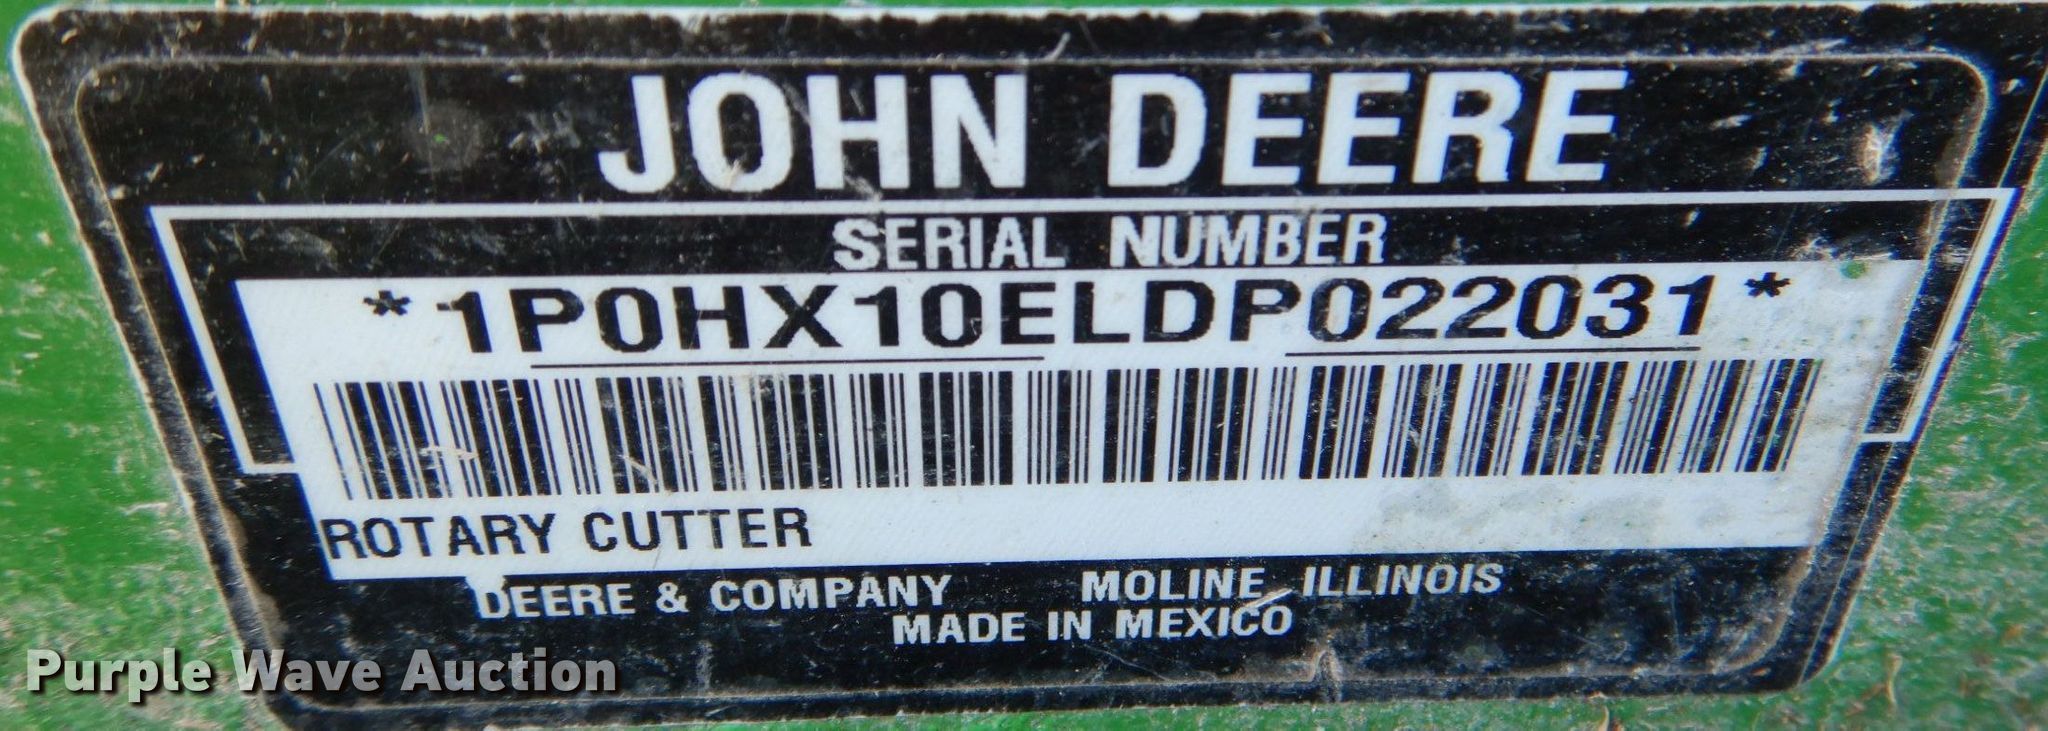 JOHN DEERE
SERIAL NUMBER
*1P0HX10ELDP022031*
ROTARY CUTTER
DEERE & COMPANY MOLINE ILLINOIS
MADE IN MEXICO
Purple Wave Auction